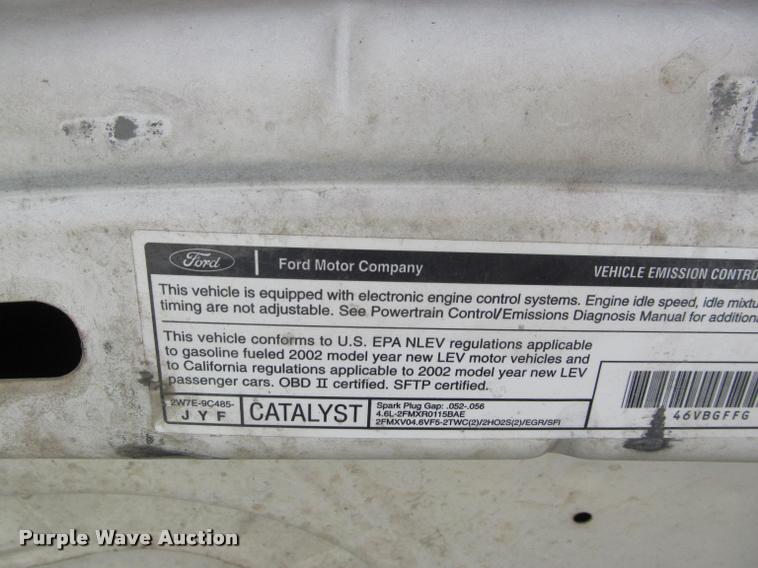 Ford
Ford Motor Company
VEHICLE EMISSION CONTRO
This vehicle is equipped with electronic engine control systems. Engine idle speed, idle mixtu
timing are not adjustable. See Powertrain Control/Emissions Diagnosis Manual for additiona
This vehicle conforms to U.S. EPA NLEV regulations applicable
to gasoline fueled 2002 model year new LEV motor vehicles and
to California regulations applicable to 2002 model year new LEV
passenger cars. OBD II certified. SFTP certified.
2W7E-9C485-
J Y F
CATALYST
Spark Plug Gap: .052-.056
4.6L-2FMXR0115BAE
2FMXV04.6VF5-2TWC(2)/2HO2S(2)/EGR/SFI
46VBGFFG
Purple Wave Auction